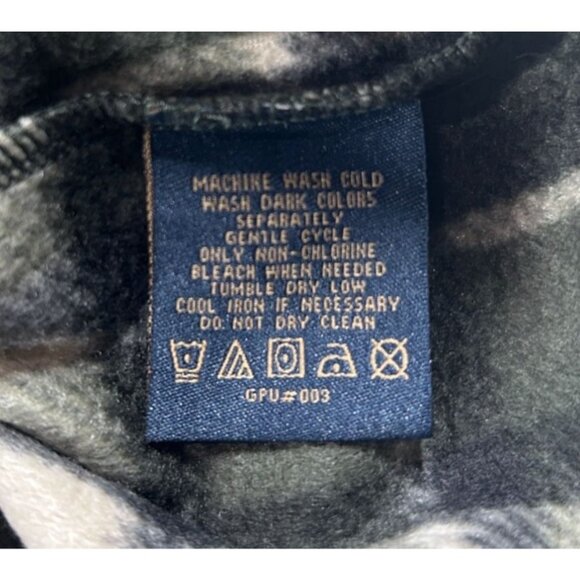 MACHINE WASH COLD
WASH DARK COLORS
SEPARATELY
GENTLE CYCLE
ONLY NON-CHLORINE
BLEACH WHEN NEEDED
TUMBLE DRY LOW
COOL IRON IF NECESSARY
DO NOT DRY CLEAN
GPU#003